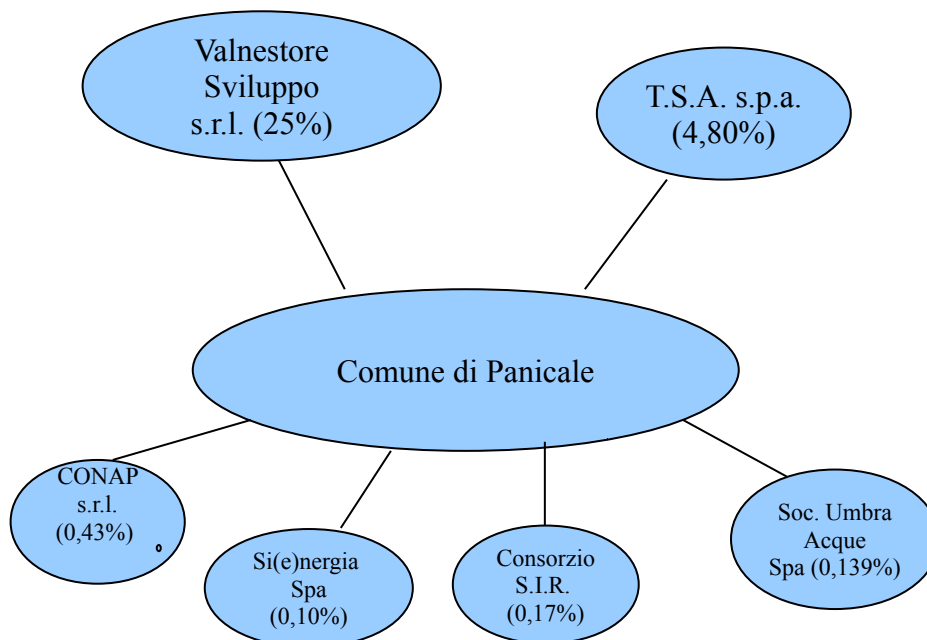 Valnestore
Sviluppo
s.r.l. (25%)
T.S.A. s.p.a.
(4,80%)
Comune di Panicale
CONAP
s.r.l.
(0,43%)
Si(e)nergia
Spa
(0,10%)
Consorzio
S.I.R.
(0,17%)
Soc. Umbra
Acque
Spa (0,139%)